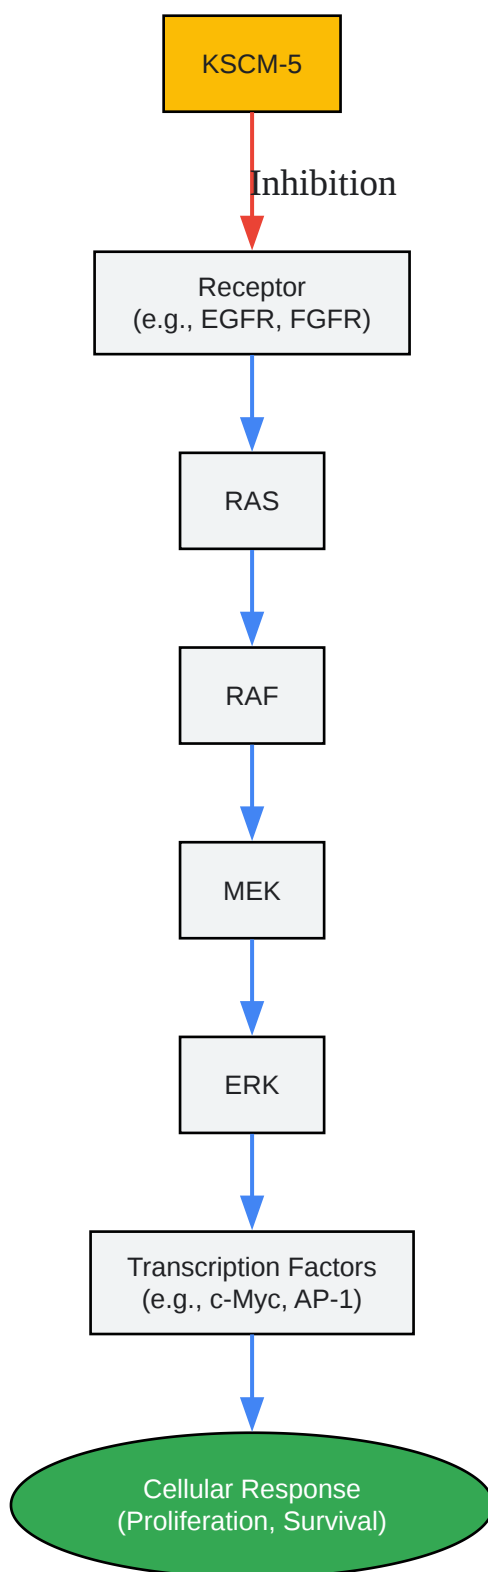 KSCM-5
Inhibition
Receptor
(e.g., EGFR, FGFR)
RAS
RAF
MEK
ERK
Transcription Factors
(e.g., c-Myc, AP-1)
Cellular Response
(Proliferation, Survival)